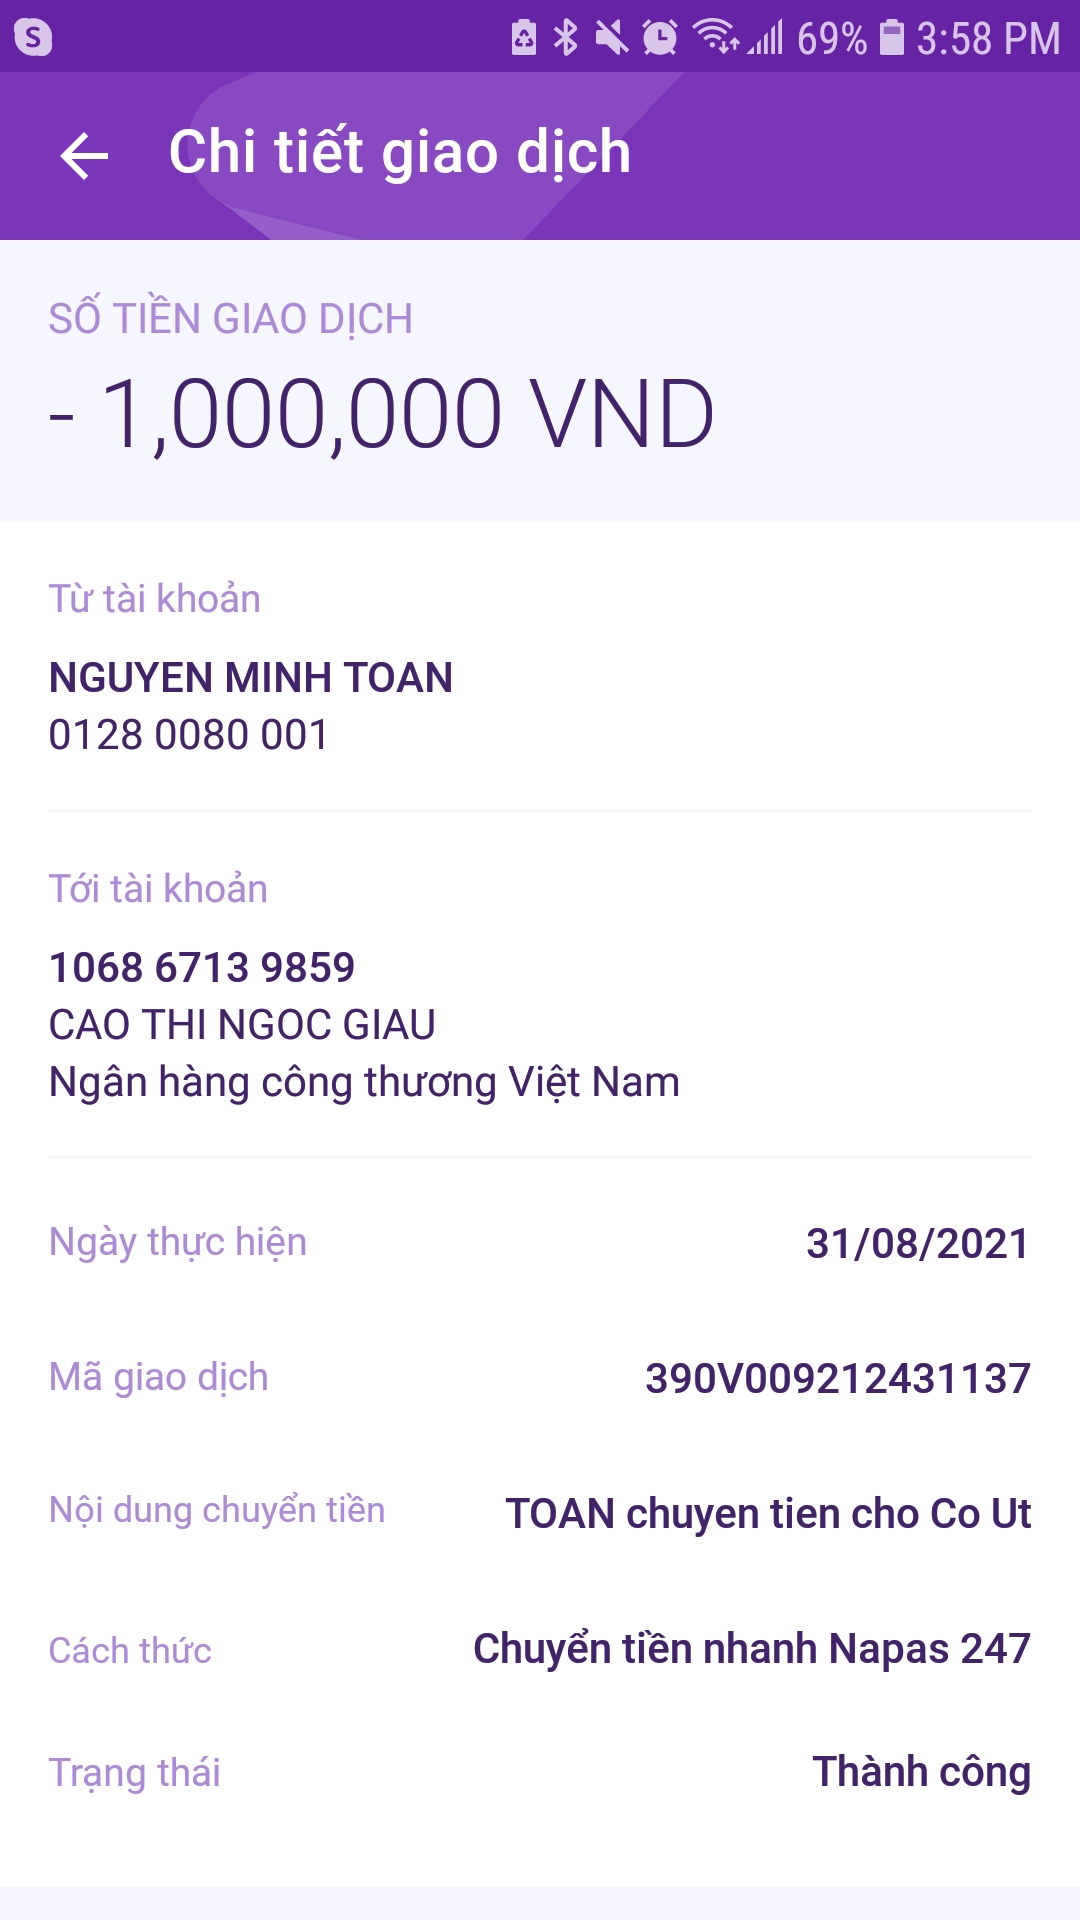 S 69% 3:58 PM
Chi tiết giao dịch
SỐ TIỀN GIAO DỊCH
- 1,000,000 VND
Từ tài khoản
NGUYEN MINH TOAN
0128 0080 001
Tới tài khoản
1068 6713 9859
CAO THI NGOC GIAU
Ngân hàng công thương Việt Nam
Ngày thực hiện 31/08/2021
Mã giao dịch 390V009212431137
Nội dung chuyển tiền TOAN chuyen tien cho Co Ut
Cách thức Chuyển tiền nhanh Napas 247
Trạng thái Thành công